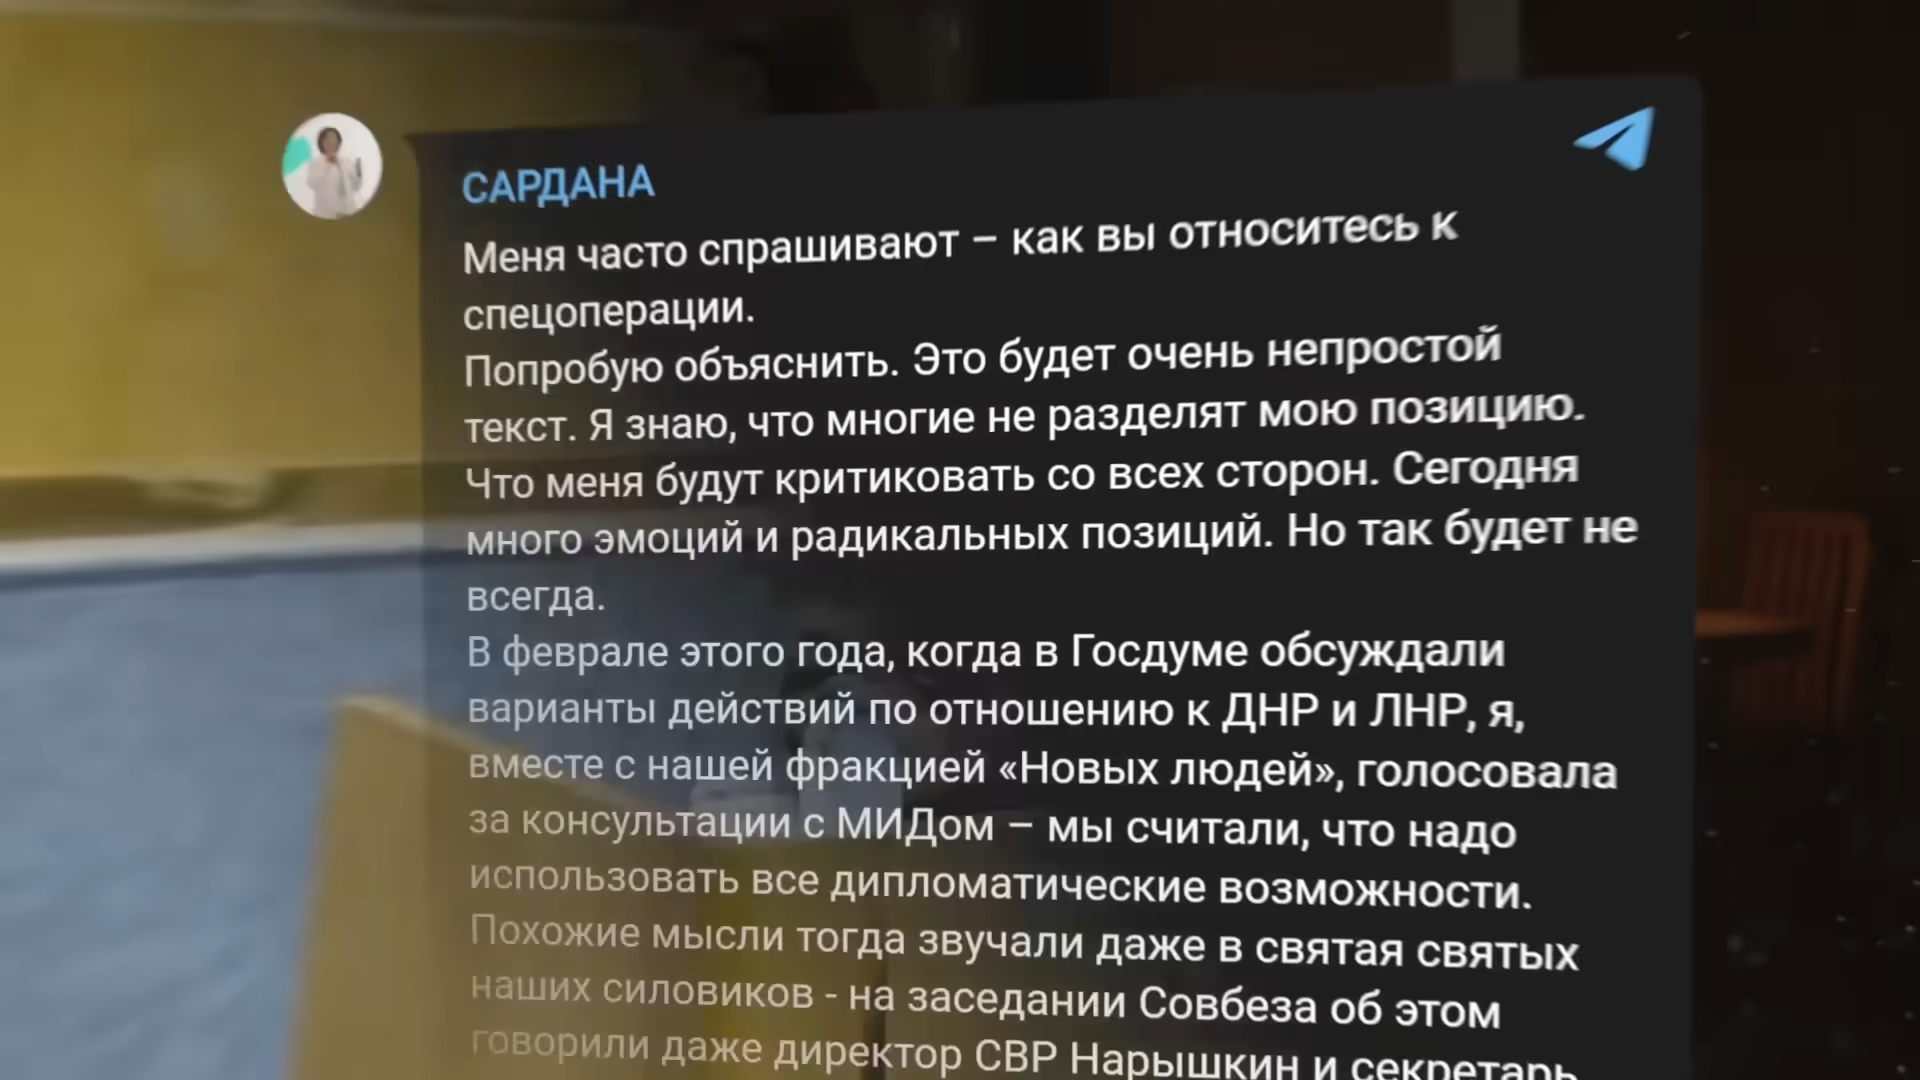 САРДАНА
Меня часто спрашивают – как вы относитесь к
спецоперации.
Попробую объяснить. Это будет очень непростой
текст. Я знаю, что многие не разделят мою позицию.
Что меня будут критиковать со всех сторон. Сегодня
много эмоций и радикальных позиций. Но так будет не
всегда.
В феврале этого года, когда в Госдуме обсуждали
варианты действий по отношению к ДНР и ЛНР, я,
вместе с нашей фракцией «Новых людей», голосовала
за консультации с МИДом – мы считали, что надо
использовать все дипломатические возможности.
Похожие мысли тогда звучали даже в святая святых
наших силовиков - на заседании Совбеза об этом
говорили даже директор СВР Нарышкин и секретарь